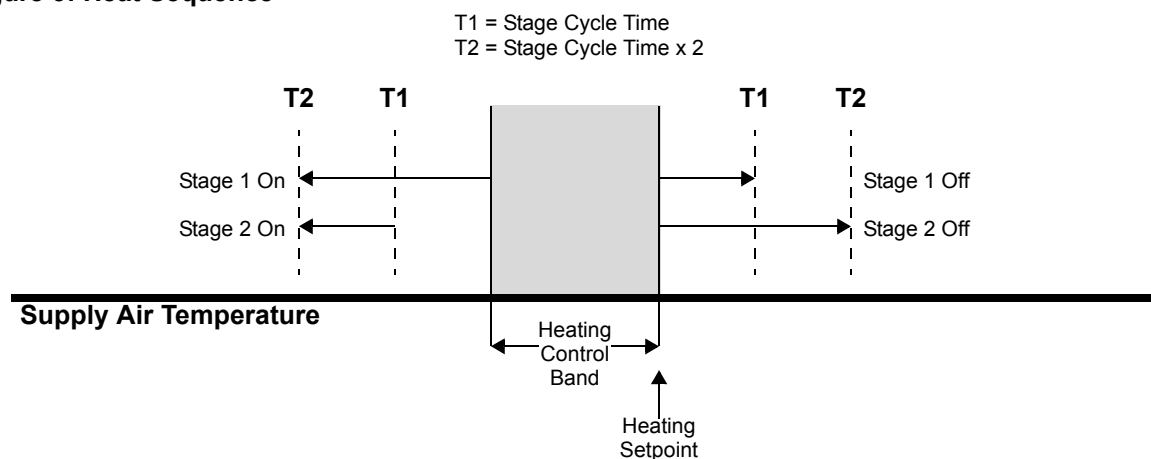 T1 = Stage Cycle Time
T2 = Stage Cycle Time x 2
T2 T1 T1 T2
Stage 1 On Stage 1 Off
Stage 2 On Stage 2 Off
Supply Air Temperature
Heating
Control
Band
Heating
Setpoint